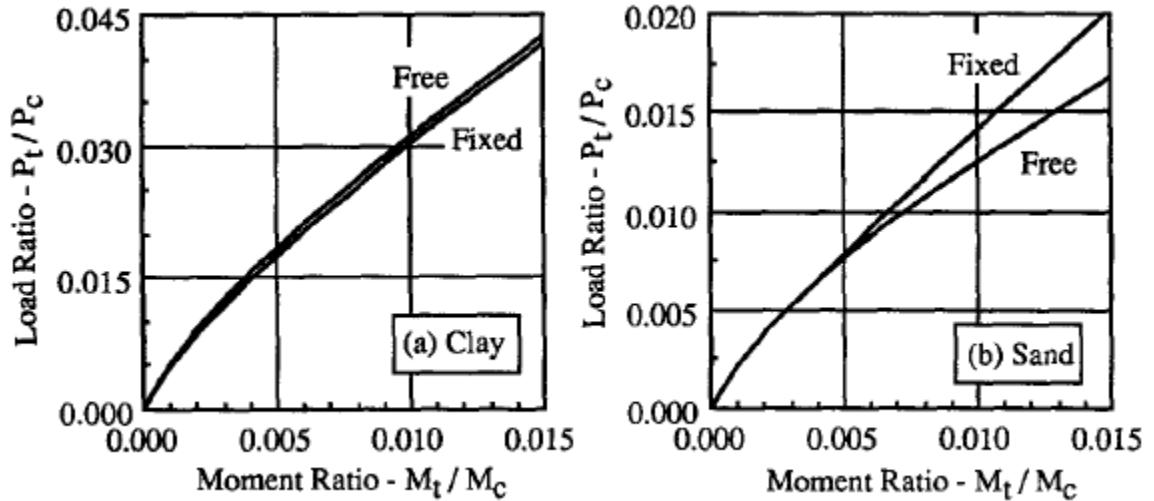 Load Ratio - Pt / Pc
0.045
0.030
0.015
0.000
Free
Fixed
(a) Clay
0.000 0.005 0.010 0.015
Moment Ratio - Mt / Mc
Load Ratio - Pt / Pc
0.020
0.015
0.010
0.005
0.000
Fixed
Free
(b) Sand
0.000 0.005 0.010 0.015
Moment Ratio - Mt / Mc